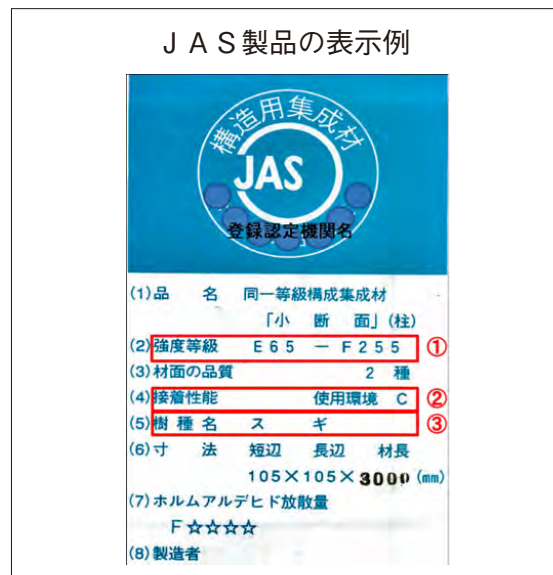 JAS製品の表示例
構造用集成材
JAS
登録認定機関名
(1)品 名 同一等級構成集成材
「小 断 面」(柱)
(2)強度等級 E65 － F255 ①
(3)材面の品質 2 種
(4)接着性能 使用環境 C ②
(5)樹種名 ス ギ ③
(6)寸 法 短辺 長辺 材長
105×105×3000(㎜)
(7)ホルムアルデヒド放散量
F☆☆☆☆
(8)製造者